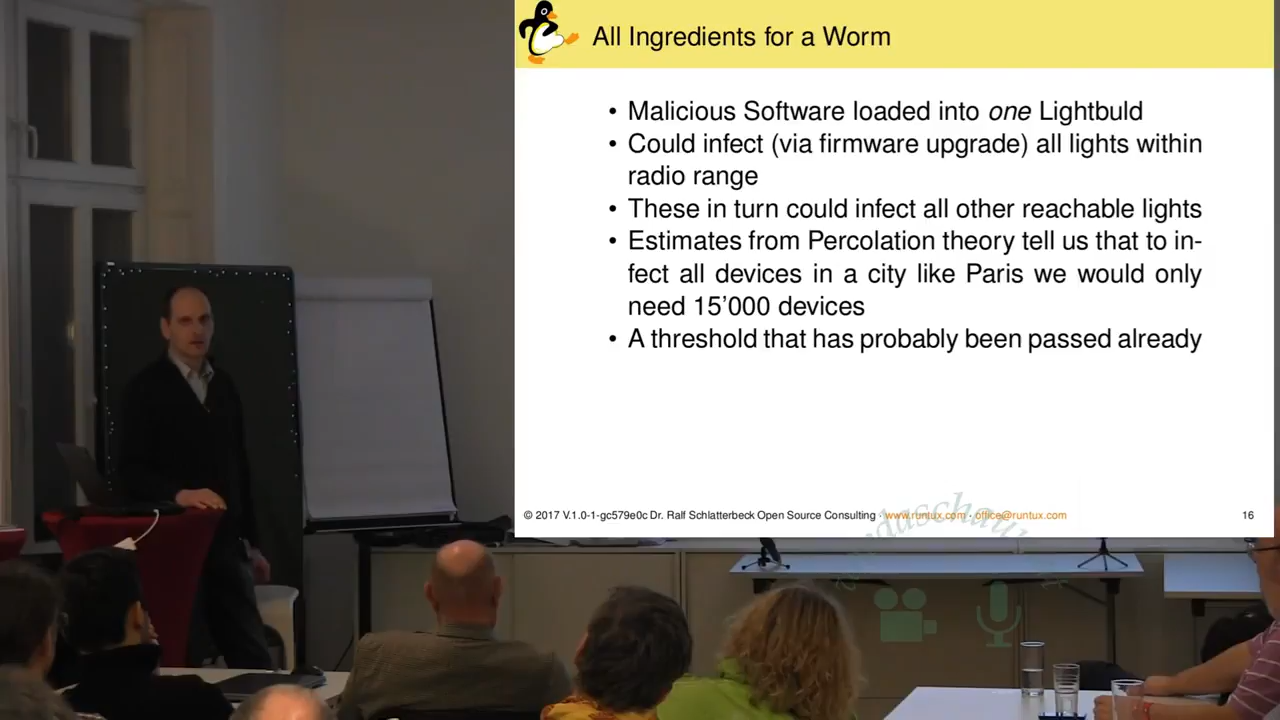 All Ingredients for a Worm
• Malicious Software loaded into one Lightbuld
• Could infect (via firmware upgrade) all lights within
radio range
• These in turn could infect all other reachable lights
• Estimates from Percolation theory tell us that to in-
fect all devices in a city like Paris we would only
need 15'000 devices
• A threshold that has probably been passed already
© 2017 V.1.0-1-gc579e0c Dr. Ralf Schlatterbeck Open Source Consulting · www.runtux.com · office@runtux.com
16